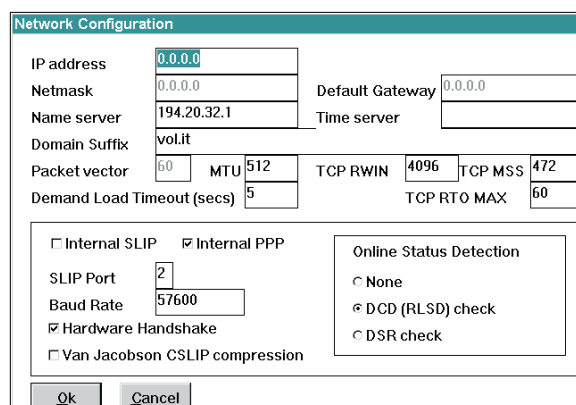 Network Configuration
IP address 0.0.0.0
Netmask 0.0.0.0 Default Gateway 0.0.0.0
Name server 194.20.32.1 Time server
Domain Suffix vol.it
Packet vector 60 MTU 512 TCP RWIN 4096 TCP MSS 472
Demand Load Timeout (secs) 5 TCP RTO MAX 60
Internal SLIP Internal PPP
SLIP Port 2
Baud Rate 57600
Hardware Handshake
Van Jacobson CSLIP compression
Online Status Detection
None
DCD (RLSD) check
DSR check
Ok Cancel